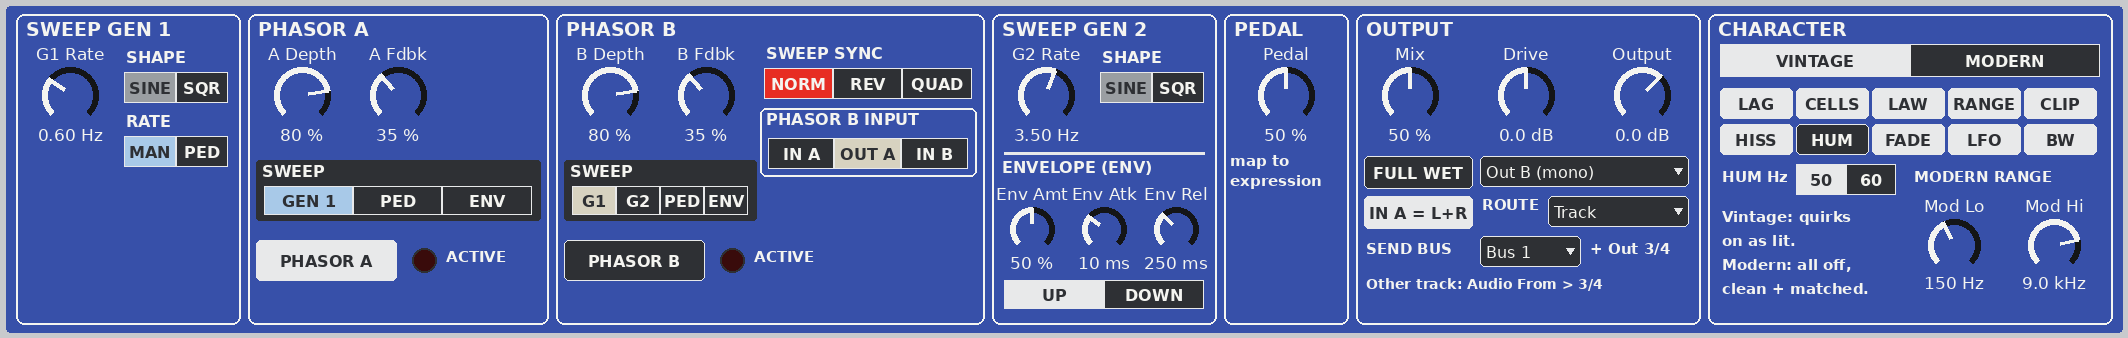 SWEEP GEN 1
G1 Rate
0.60 Hz
SHAPE
SINE SQR
RATE
MAN PED
PHASOR A
A Depth A Fdbk
80 % 35 %
SWEEP
GEN 1 PED ENV
PHASOR A ACTIVE
PHASOR B
B Depth B Fdbk
80 % 35 %
SWEEP SYNC
NORM REV QUAD
PHASOR B INPUT
IN A OUT A IN B
SWEEP
G1 G2 PED ENV
PHASOR B ACTIVE
SWEEP GEN 2
G2 Rate
3.50 Hz
SHAPE
SINE SQR
ENVELOPE (ENV)
Env Amt Env Atk Env Rel
50 % 10 ms 250 ms
UP DOWN
PEDAL
Pedal
50 %
map to
expression
OUTPUT
Mix Drive Output
50 % 0.0 dB 0.0 dB
FULL WET Out B (mono)
IN A = L+R ROUTE Track
SEND BUS Bus 1 + Out 3/4
Other track: Audio From > 3/4
CHARACTER
VINTAGE MODERN
LAG CELLS LAW RANGE CLIP
HISS HUM FADE LFO BW
HUM Hz 50 60
Vintage: quirks
on as lit.
Modern: all off,
clean + matched.
MODERN RANGE
Mod Lo Mod Hi
150 Hz 9.0 kHz